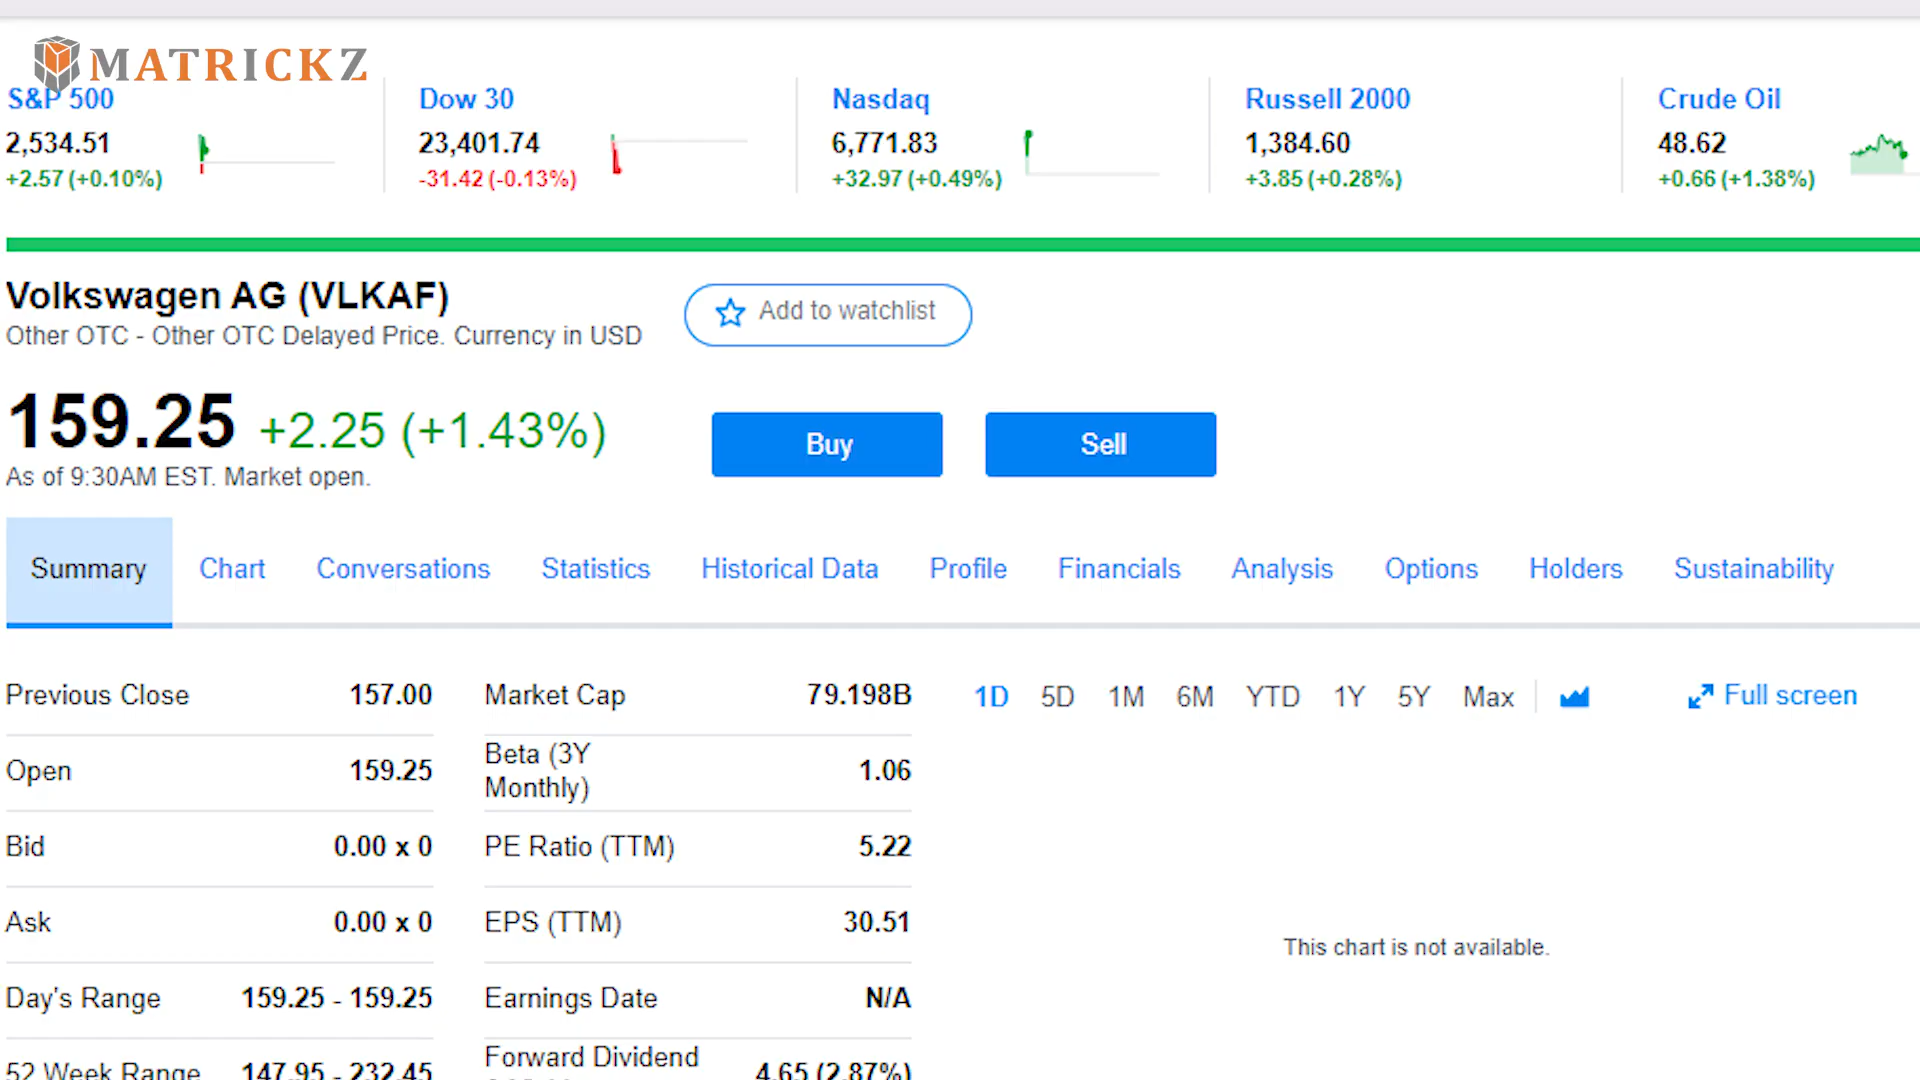 MATRICKZ
S&P 500
2,534.51
+2.57 (+0.10%)
Dow 30
23,401.74
-31.42 (-0.13%)
Nasdaq
6,771.83
+32.97 (+0.49%)
Russell 2000
1,384.60
+3.85 (+0.28%)
Crude Oil
48.62
+0.66 (+1.38%)
Volkswagen AG (VLKAF)
Other OTC - Other OTC Delayed Price. Currency in USD
Add to watchlist
159.25 +2.25 (+1.43%)
As of 9:30AM EST. Market open.
Buy
Sell
Summary Chart Conversations Statistics Historical Data Profile Financials Analysis Options Holders Sustainability
Previous Close 157.00
Open 159.25
Bid 0.00 x 0
Ask 0.00 x 0
Day's Range 159.25 - 159.25
52 Week Range 147.95 - 232.45
Market Cap 79.198B
Beta (3Y
Monthly) 1.06
PE Ratio (TTM) 5.22
EPS (TTM) 30.51
Earnings Date N/A
Forward Dividend
4.65 (2.87%)
1D 5D 1M 6M YTD 1Y 5Y Max
Full screen
This chart is not available.